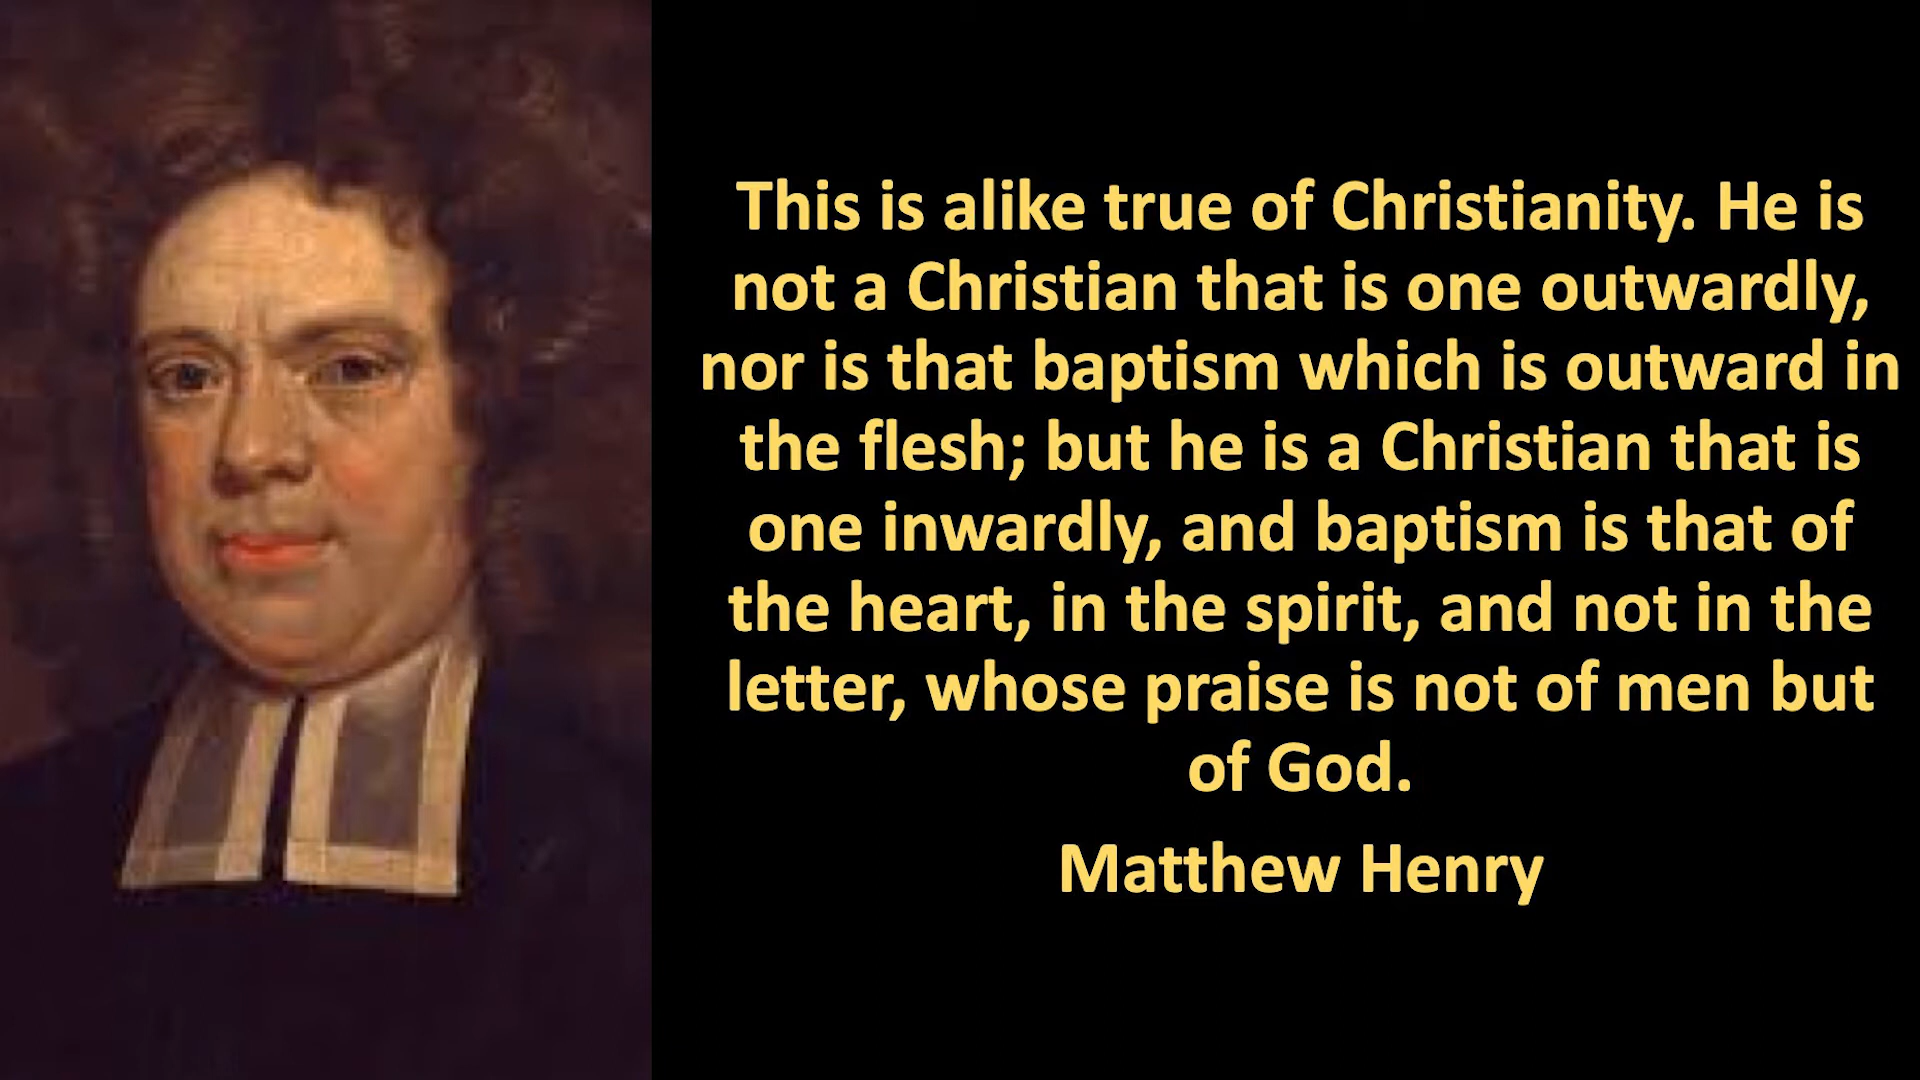 This is alike true of Christianity. He is
not a Christian that is one outwardly,
nor is that baptism which is outward in
the flesh; but he is a Christian that is
one inwardly, and baptism is that of
the heart, in the spirit, and not in the
letter, whose praise is not of men but
of God.
Matthew Henry